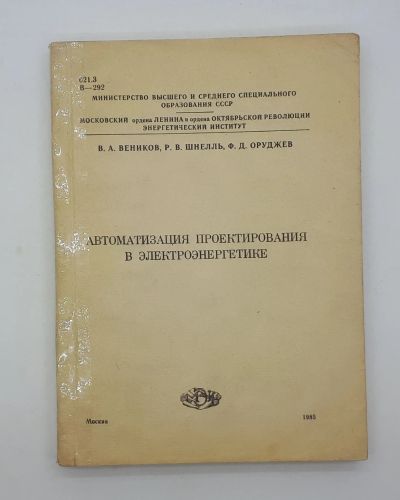 621.3
В—292
МИНИСТЕРСТВО ВЫСШЕГО И СРЕДНЕГО СПЕЦИАЛЬНОГО
ОБРАЗОВАНИЯ СССР
МОСКОВСКИЙ ордена ЛЕНИНА и ордена ОКТЯБРЬСКОЙ РЕВОЛЮЦИИ
ЭНЕРГЕТИЧЕСКИЙ ИНСТИТУТ
В. А. ВЕНИКОВ, Р. В. ШНЕЛЛЬ, Ф. Д. ОРУДЖЕВ
АВТОМАТИЗАЦИЯ ПРОЕКТИРОВАНИЯ
В ЭЛЕКТРОЭНЕРГЕТИКЕ
МЭИ
Москва 1985